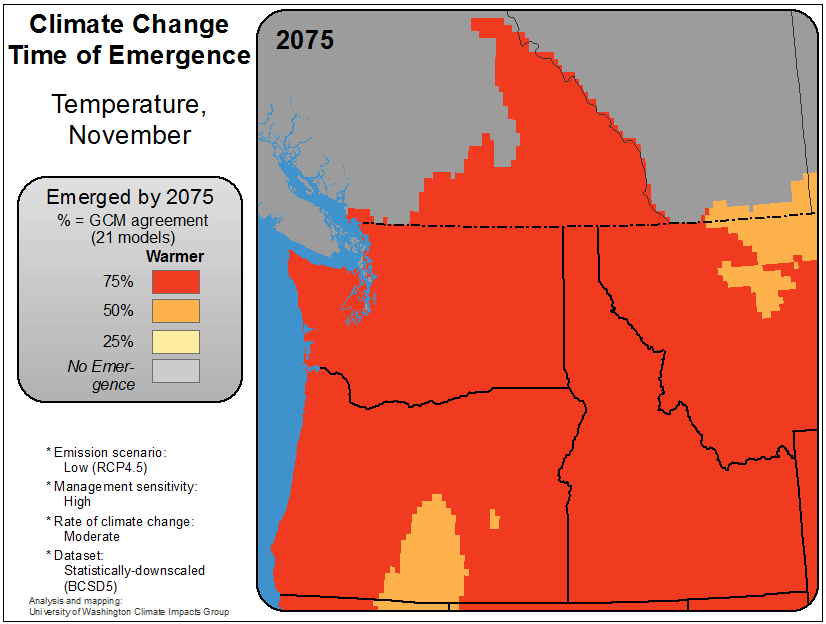 Climate Change
Time of Emergence
Temperature,
November
Emerged by 2075
% = GCM agreement
(21 models)
Warmer
75%
50%
25%
No Emer-
gence
* Emission scenario:
Low (RCP4.5)
* Management sensitivity:
High
* Rate of climate change:
Moderate
* Dataset:
Statistically-downscaled
(BCSD5)
Analysis and mapping:
University of Washington Climate Impacts Group
2075